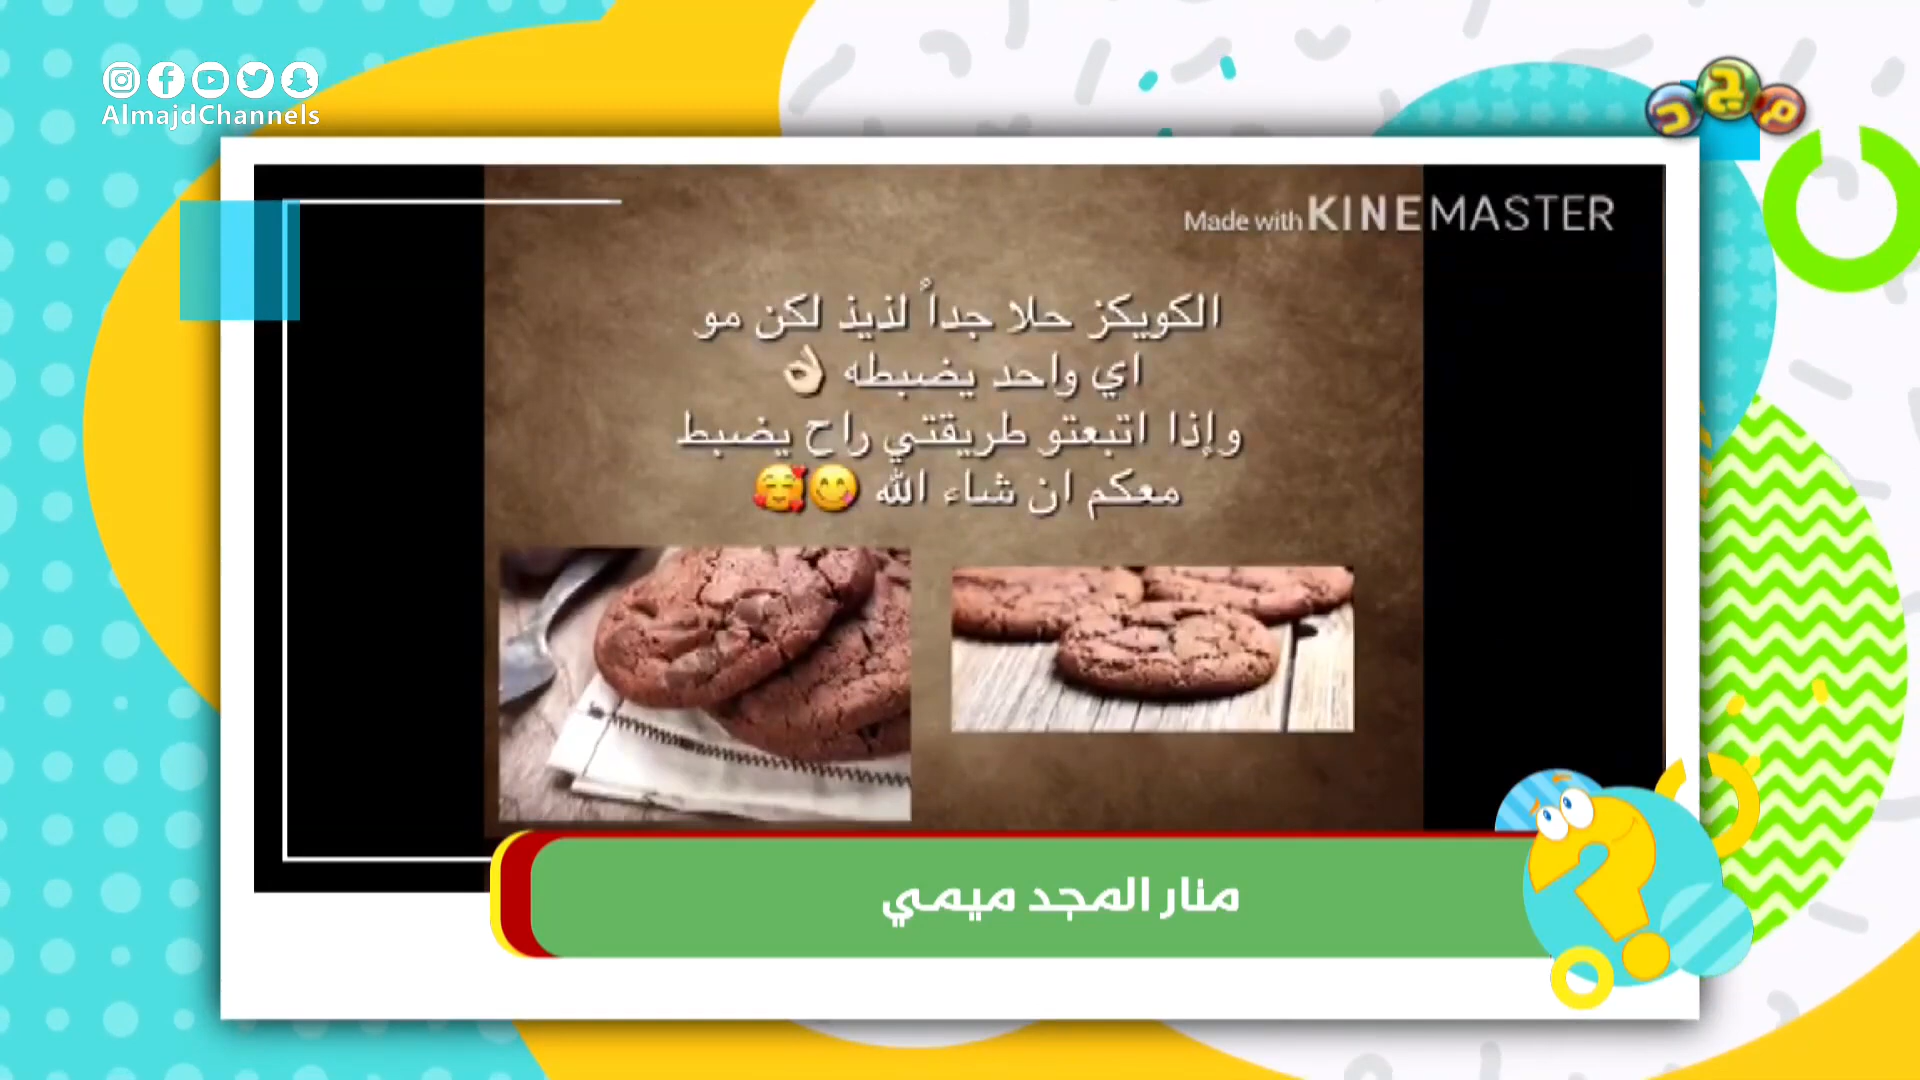 AlmajdChannels
مجد
Made with KINEMASTER
الكويكز حلا جداً لذيذ لكن مو
اي واحد يضبطه 👌🏼
وإذا اتبعتو طريقتي راح يضبط
معكم ان شاء الله 😋🥰
منار المجد ميمي
?